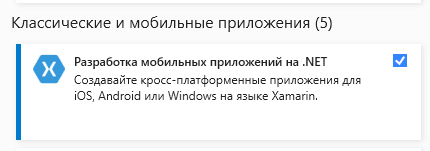 Классические и мобильные приложения (5)
Разработка мобильных приложений на .NET
Создавайте кросс-платформенные приложения для
iOS, Android или Windows на языке Xamarin.